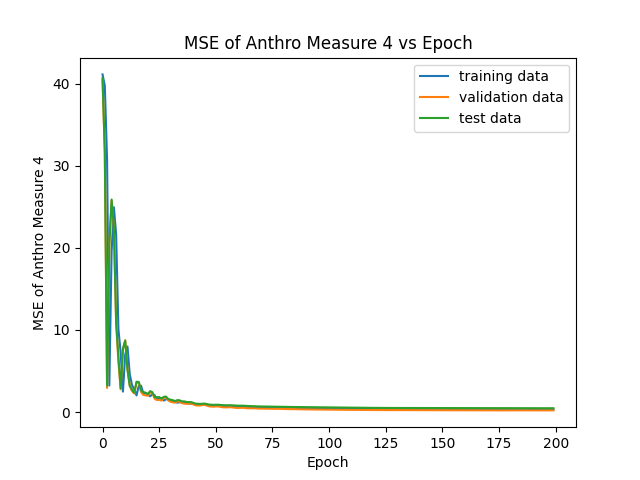 MSE of Anthro Measure 4 vs Epoch
training data
validation data
test data
MSE of Anthro Measure 4
40
30
20
10
0
0 25 50 75 100 125 150 175 200
Epoch